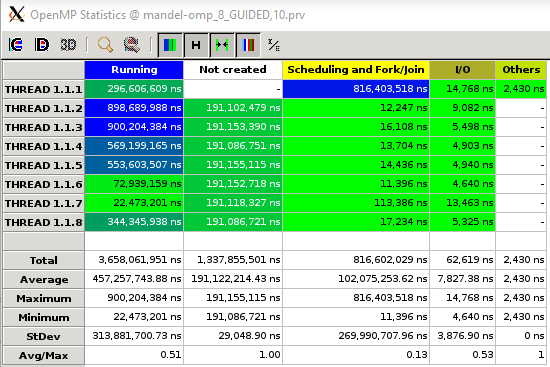 OpenMP Statistics @ mandel-omp_8_GUIDED,10.prv
3D Σ/E
Running Not created Scheduling and Fork/Join I/O Others
THREAD 1.1.1 296,606,609 ns - 816,403,518 ns 14,768 ns 2,430 ns
THREAD 1.1.2 898,689,988 ns 191,102,479 ns 12,247 ns 9,082 ns -
THREAD 1.1.3 900,204,384 ns 191,153,390 ns 16,108 ns 5,498 ns -
THREAD 1.1.4 569,199,165 ns 191,086,751 ns 13,704 ns 4,903 ns -
THREAD 1.1.5 553,603,507 ns 191,155,115 ns 14,436 ns 4,940 ns -
THREAD 1.1.6 72,939,159 ns 191,152,718 ns 11,396 ns 4,640 ns -
THREAD 1.1.7 22,473,201 ns 191,118,327 ns 113,386 ns 13,463 ns -
THREAD 1.1.8 344,345,938 ns 191,086,721 ns 17,234 ns 5,325 ns -
Total 3,658,061,951 ns 1,337,855,501 ns 816,602,029 ns 62,619 ns 2,430 ns
Average 457,257,743.88 ns 191,122,214.43 ns 102,075,253.62 ns 7,827.38 ns 2,430 ns
Maximum 900,204,384 ns 191,155,115 ns 816,403,518 ns 14,768 ns 2,430 ns
Minimum 22,473,201 ns 191,086,721 ns 11,396 ns 4,640 ns 2,430 ns
StDev 313,881,700.73 ns 29,048.90 ns 269,990,707.96 ns 3,876.90 ns 0 ns
Avg/Max 0.51 1.00 0.13 0.53 1